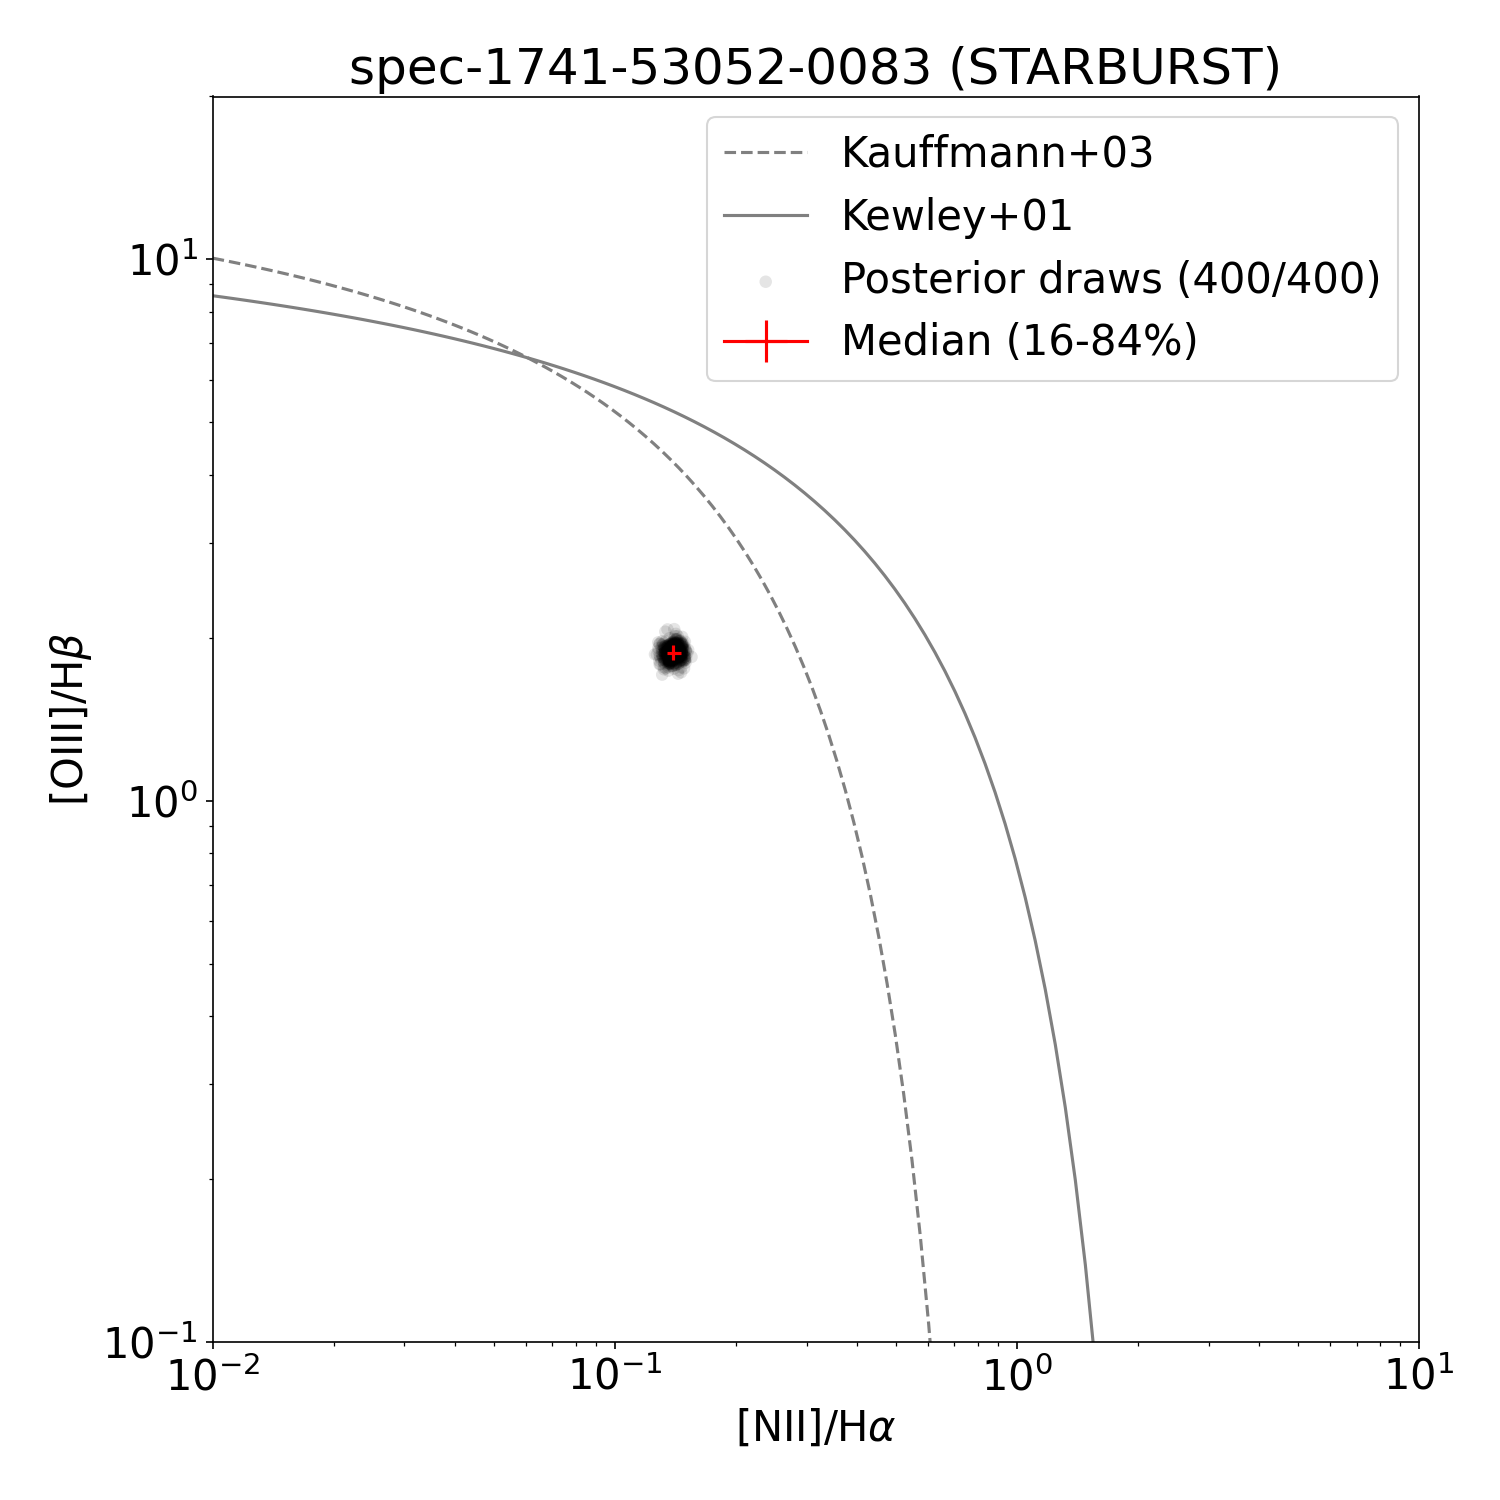 spec-1741-53052-0083 (STARBURST)
Kauffmann+03
Kewley+01
Posterior draws (400/400)
Median (16-84%)
10¹
10⁰
10⁻¹
[OIII]/Hβ
10⁻²
10⁻¹
10⁰
10¹
[NII]/Hα